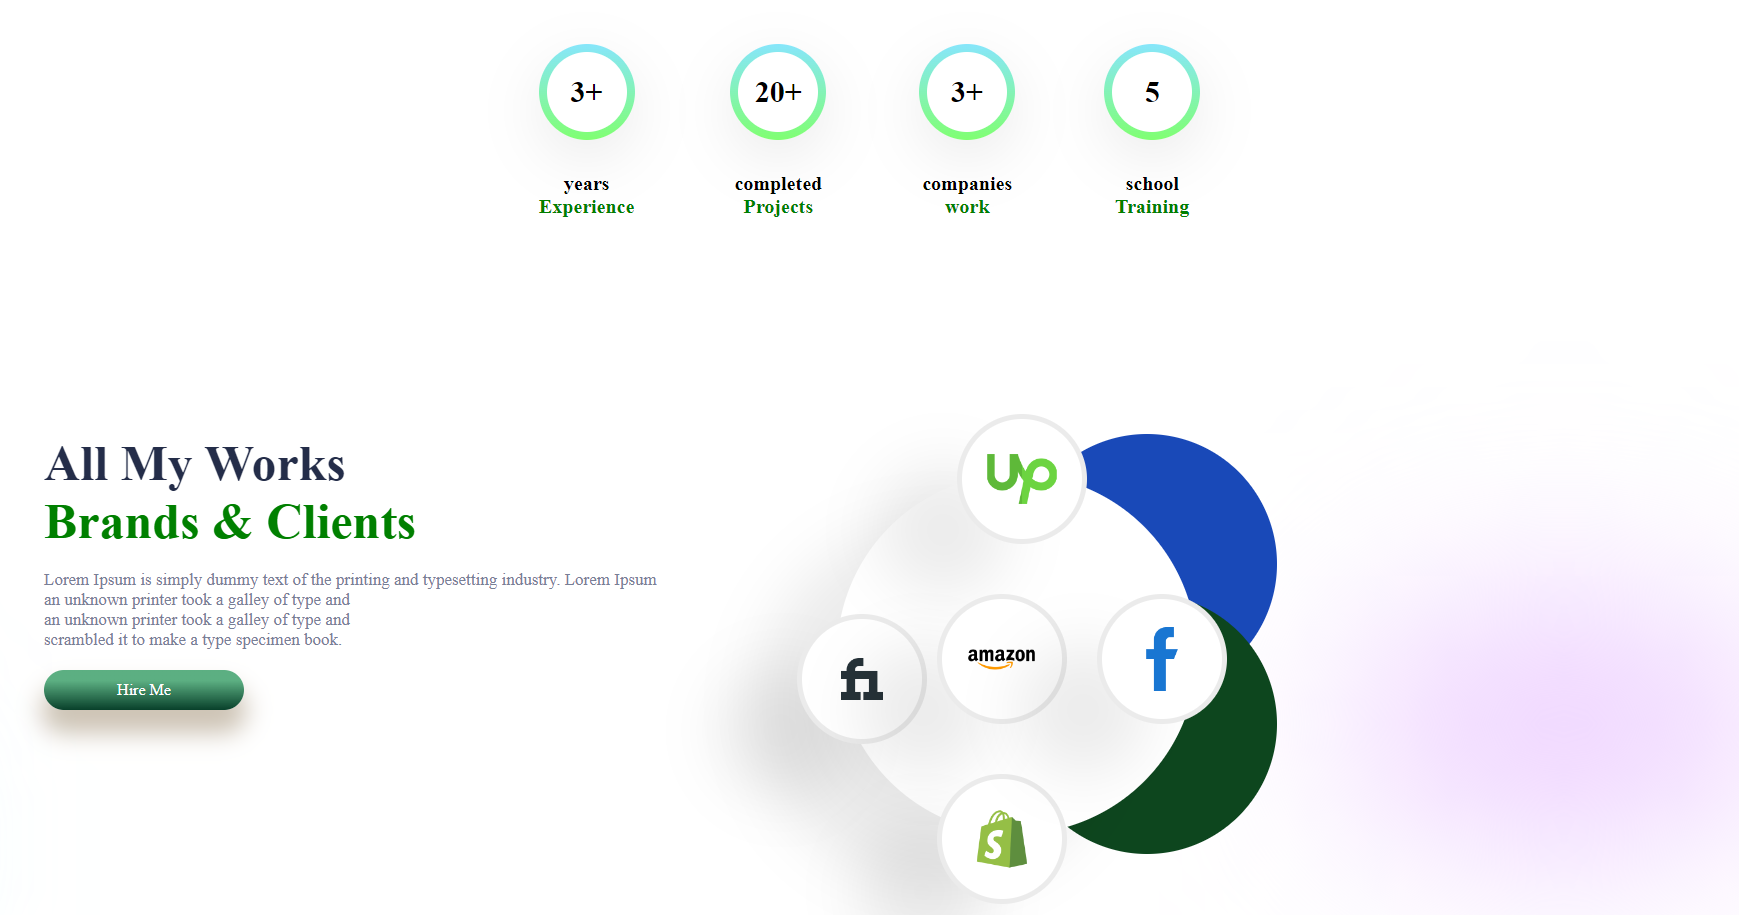 3+
20+
3+
5
years
Experience
completed
Projects
companies
work
school
Training
All My Works
Brands & Clients
Lorem Ipsum is simply dummy text of the printing and typesetting industry. Lorem Ipsum
an unknown printer took a galley of type and
an unknown printer took a galley of type and
scrambled it to make a type specimen book.
Hire Me
up
fi
amazon
f
S